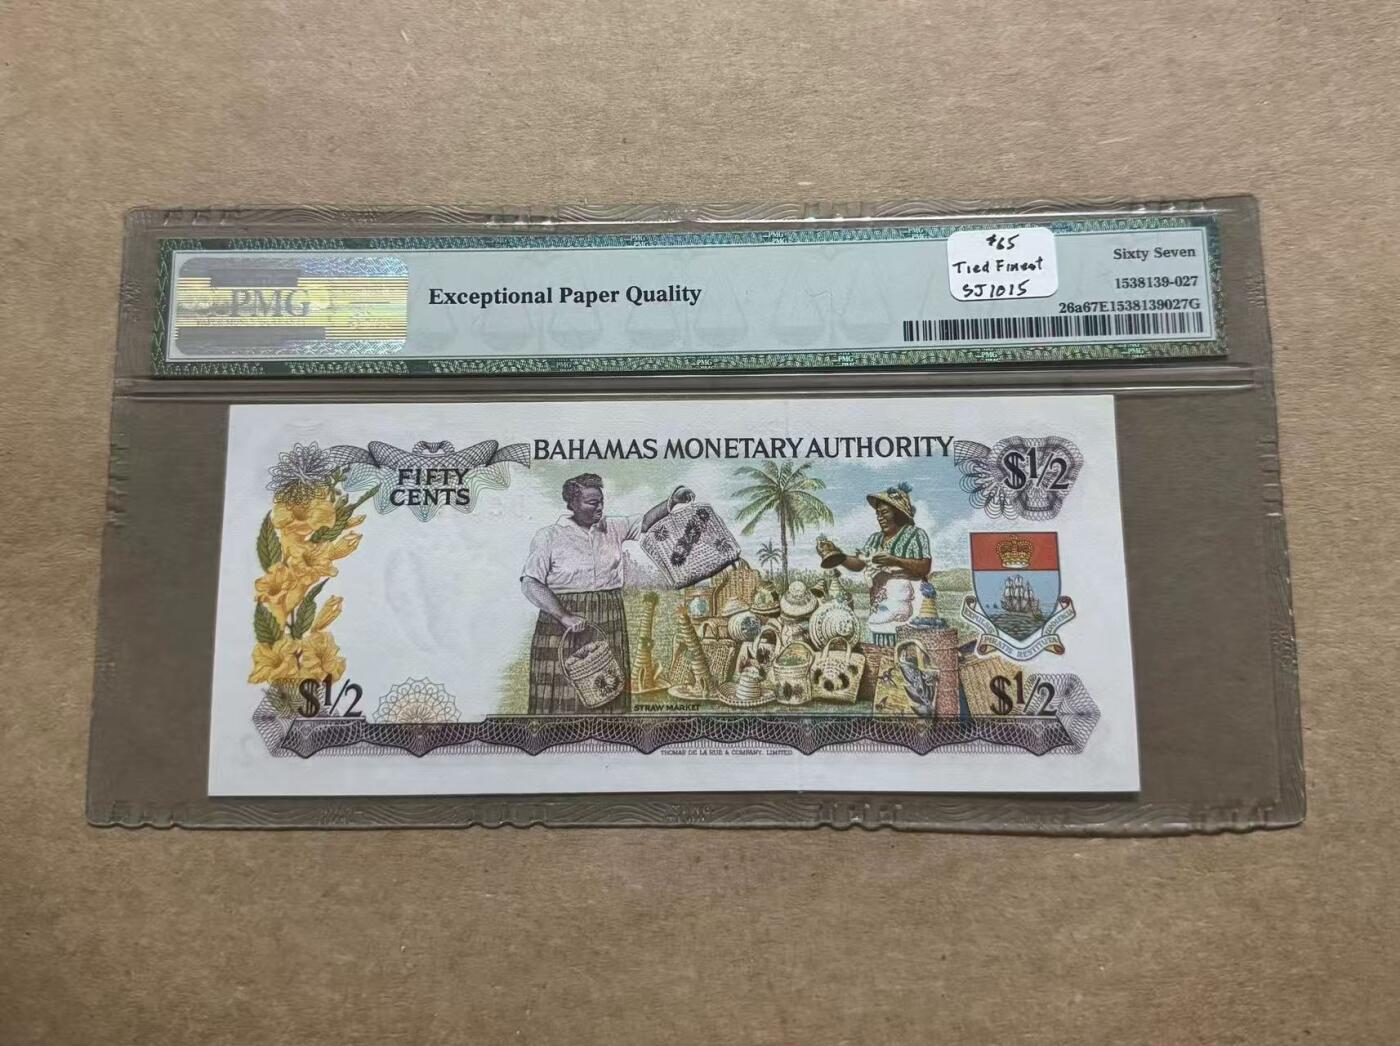 PMG
Exceptional Paper Quality
$65
Tied Finest
SJ1015
Sixty Seven
1538139-027
26a67E1538139027G
BAHAMAS MONETARY AUTHORITY
FIFTY
CENTS
$1/2
$1/2
STRAW MARKET
$1/2
THOMAS DE LA RUE & COMPANY, LIMITED